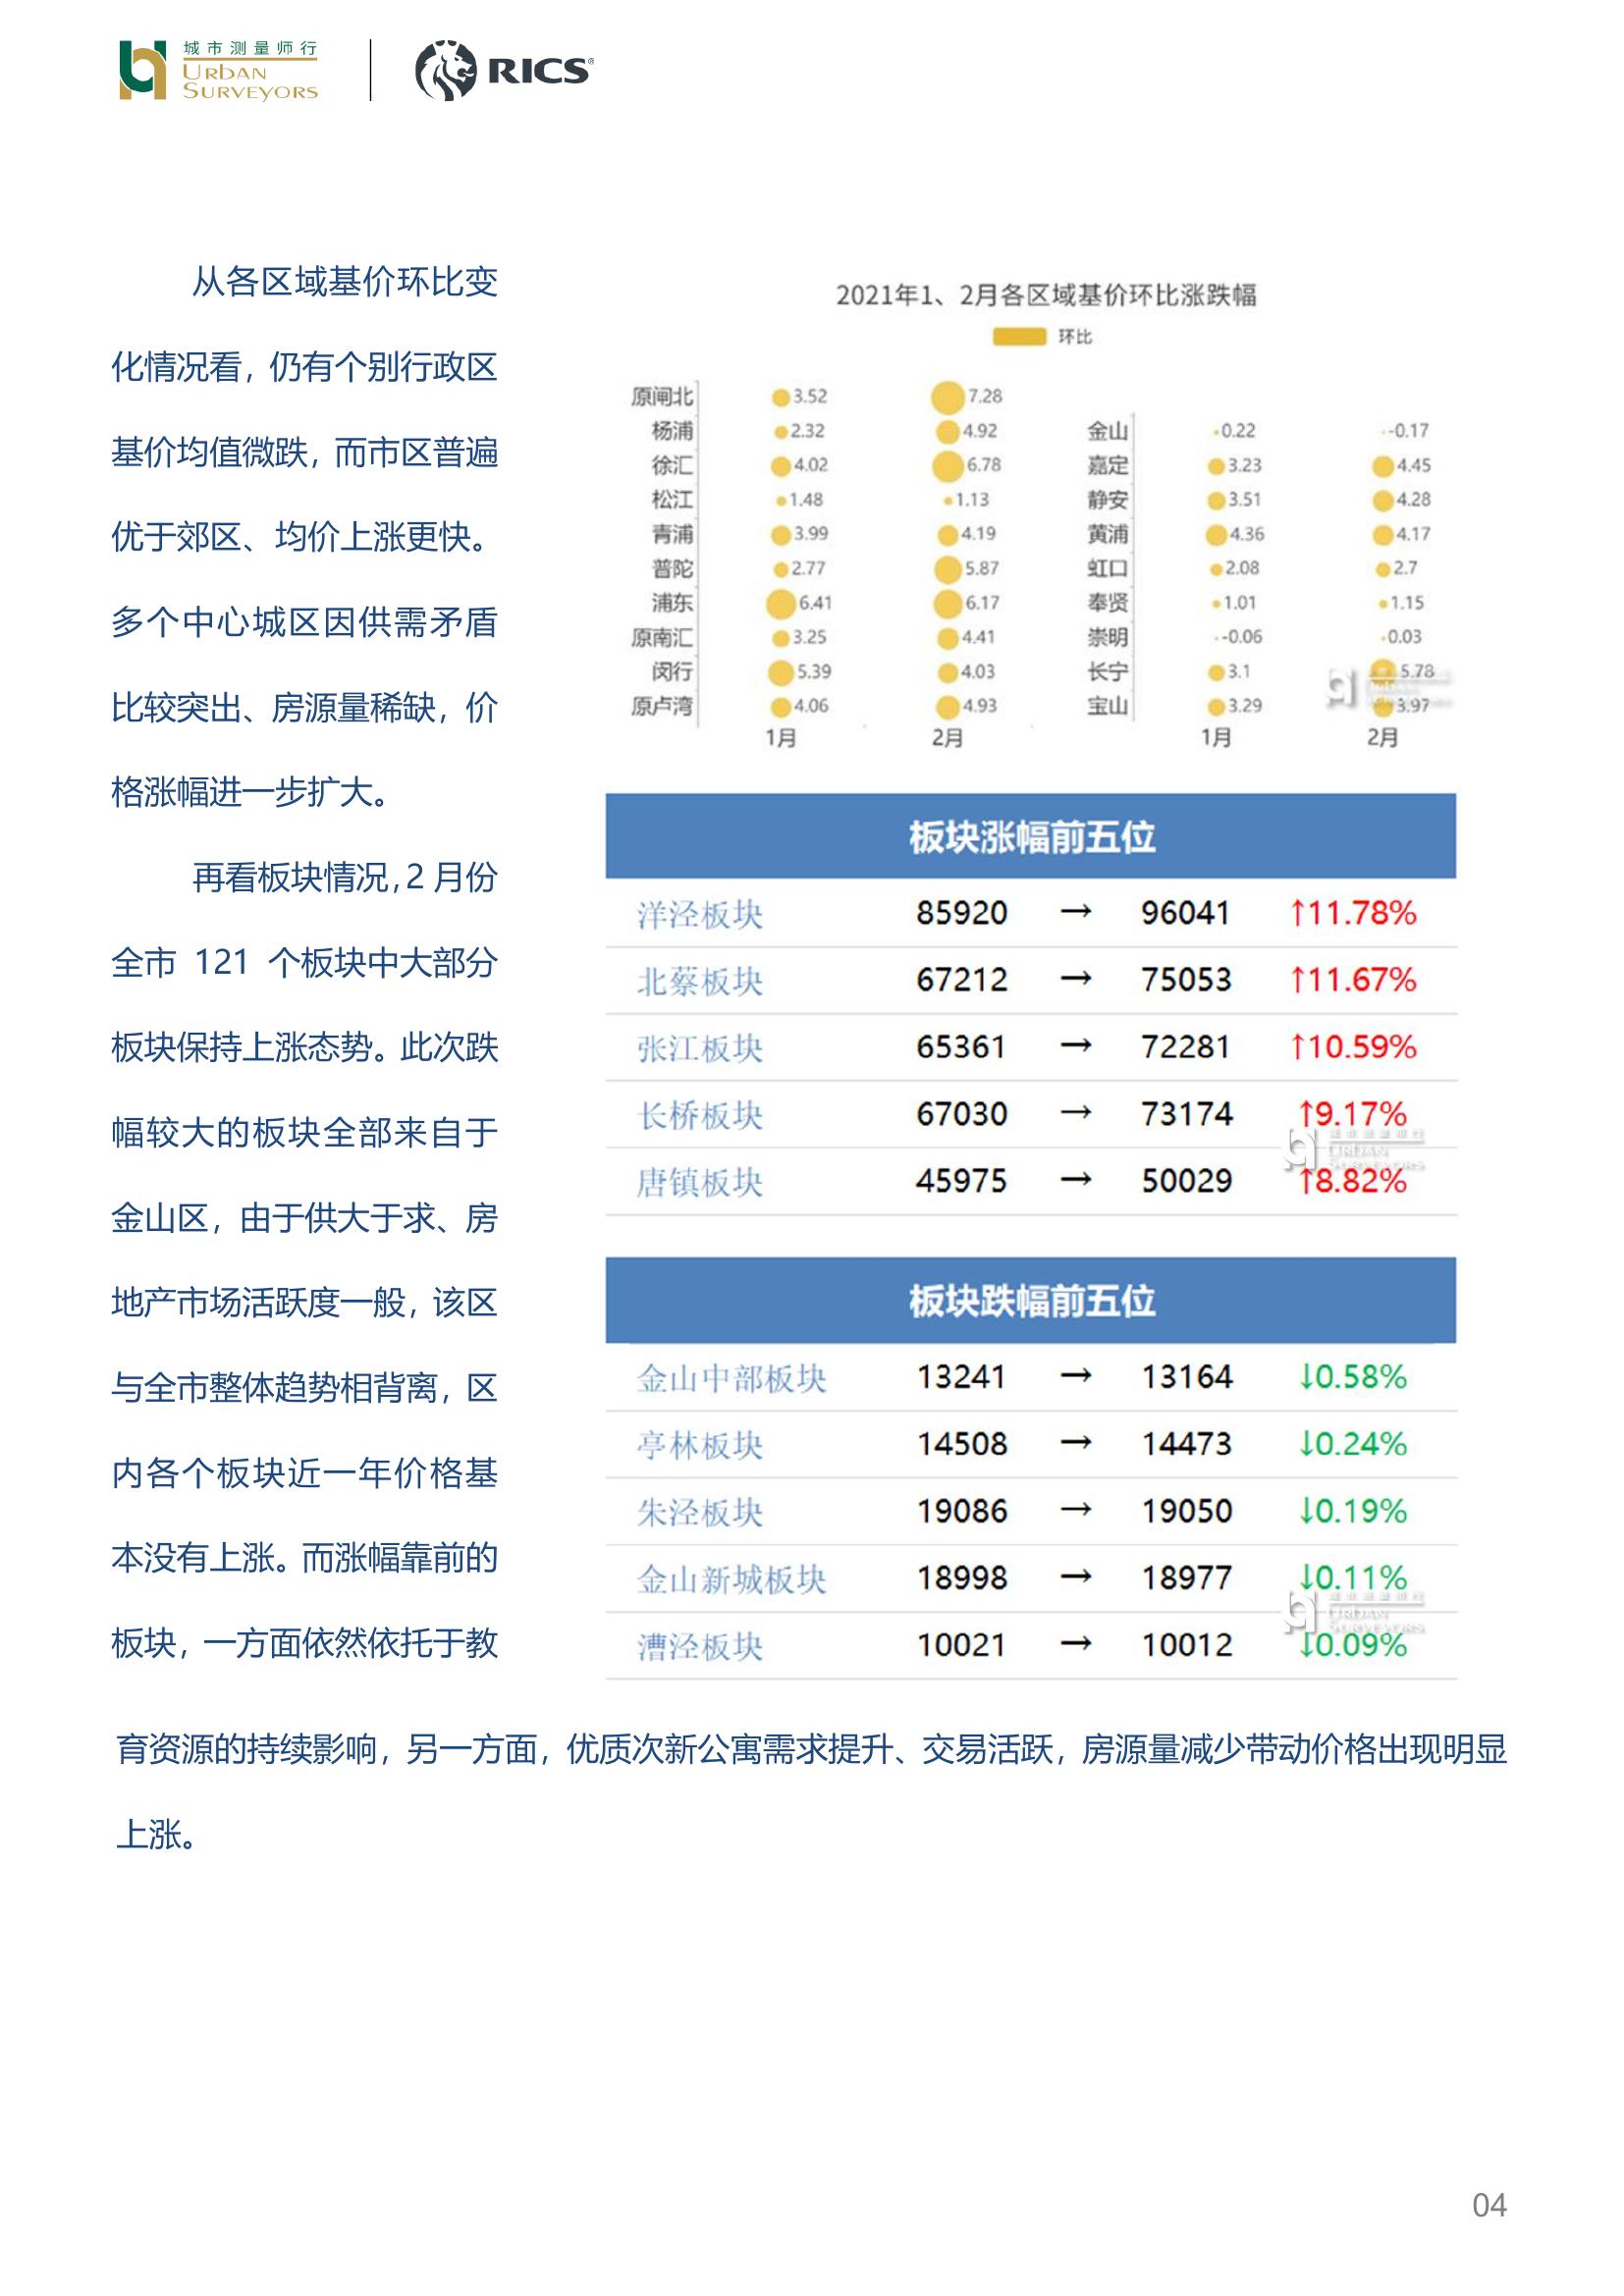 城市测量师行
URBAN
SURVEYORS
RICS®
从各区域基价环比变
化情况看，仍有个别行政区
基价均值微跌，而市区普遍
优于郊区、均价上涨更快。
多个中心城区因供需矛盾
比较突出、房源量稀缺，价
格涨幅进一步扩大。
再看板块情况，2 月份
全市 121 个板块中大部分
板块保持上涨态势。此次跌
幅较大的板块全部来自于
金山区，由于供大于求、房
地产市场活跃度一般，该区
与全市整体趋势相背离，区
内各个板块近一年价格基
本没有上涨。而涨幅靠前的
板块，一方面依然依托于教
2021年1、2月各区域基价环比涨跌幅
环比
原闸北 3.52 7.28
杨浦 2.32 4.92
徐汇 4.02 6.78
松江 1.48 1.13
青浦 3.99 4.19
普陀 2.77 5.87
浦东 6.41 6.17
原南汇 3.25 4.41
闵行 5.39 4.03
原卢湾 4.06 4.93
1月 2月
金山 0.22 -0.17
嘉定 3.23 4.45
静安 3.51 4.28
黄浦 4.36 4.17
虹口 2.08 2.7
奉贤 1.01 1.15
崇明 -0.06 0.03
长宁 3.1 5.78
宝山 3.29 3.97
1月 2月
板块涨幅前五位
洋泾板块 85920 → 96041 ↑11.78%
北蔡板块 67212 → 75053 ↑11.67%
张江板块 65361 → 72281 ↑10.59%
长桥板块 67030 → 73174 ↑9.17%
城市测量师行
URBAN
SURVEYORS
唐镇板块 45975 → 50029 ↑8.82%
板块跌幅前五位
金山中部板块 13241 → 13164 ↓0.58%
亭林板块 14508 → 14473 ↓0.24%
朱泾板块 19086 → 19050 ↓0.19%
金山新城板块 18998 → 18977 ↓0.11%
城市测量师行
URBAN
SURVEYORS
漕泾板块 10021 → 10012 ↓0.09%
育资源的持续影响，另一方面，优质次新公寓需求提升、交易活跃，房源量减少带动价格出现明显
上涨。
04